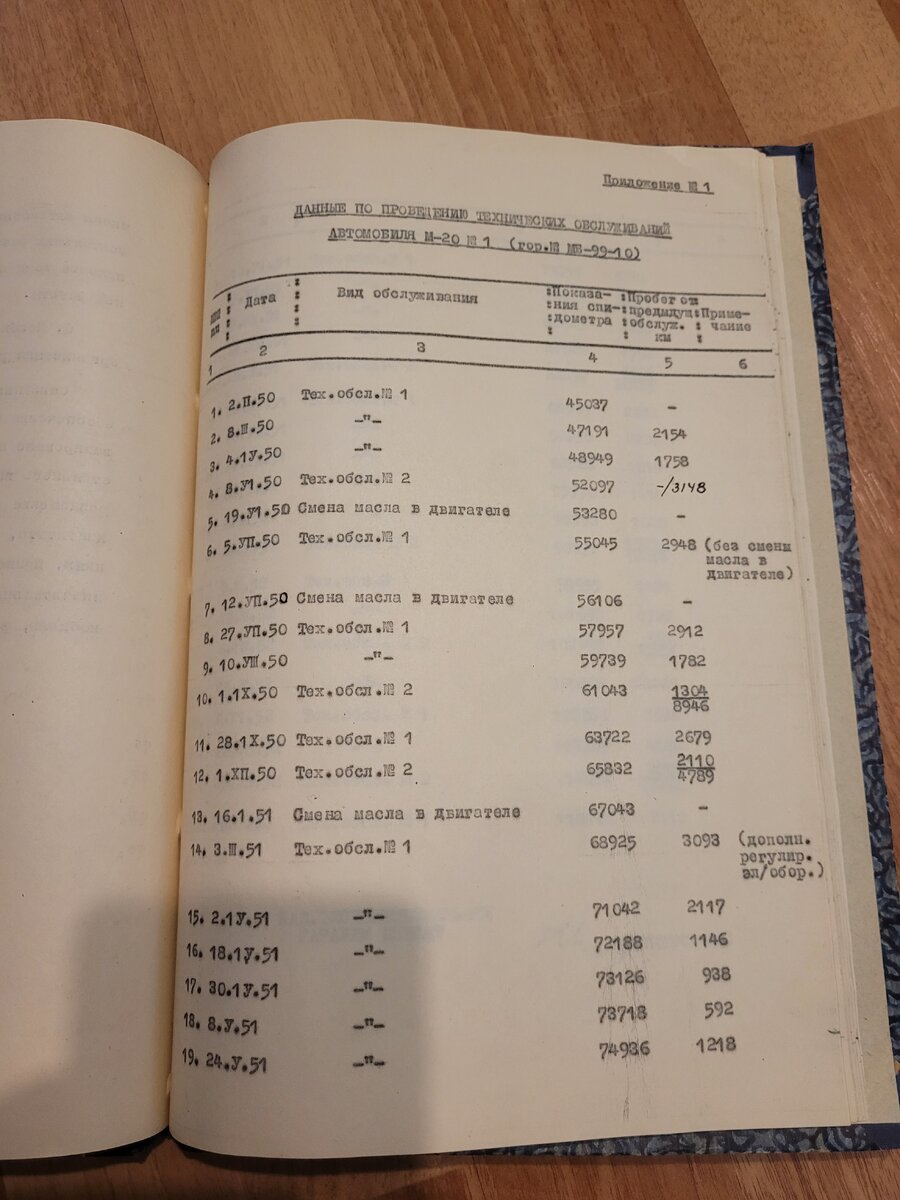 Приложение № 1
ДАННЫЕ ПО ПРОВЕДЕНИЮ ТЕХНИЧЕСКИХ ОБСЛУЖИВАНИЙ
АВТОМОБИЛЯ М-20 № 1 (гор.№ МБ-99-10)
пп Дата Вид обслуживания Показа- Пробег от
ния спи- предыдущ Приме-
дометра обслуж. чание
км
1 2 3 4 5 6
1. 2.П.50 Тех.обсл.№ 1 45037 -
2. 8.Ш.50 -"- 47191 2154
3. 4.1У.50 -"- 48949 1758
4. 8.У1.50 Тех.обсл.№ 2 52097 -/3148
5. 19.У1.50 Смена масла в двигателе 53280 -
6. 5.УП.50 Тех.обсл.№ 1 55045 2948 (без смены
масла в
двигателе)
7. 12.УП.50 Смена масла в двигателе 56106 -
8. 27.УП.50 Тех.обсл.№ 1 57957 2912
9. 10.УШ.50 -"- 59739 1782
10. 1.1Х.50 Тех.обсл.№ 2 61043 1304
8946
11. 28.1Х.50 Тех.обсл.№ 1 63722 2679
12. 1.ХП.50 Тех.обсл.№ 2 65832 2110
4789
13. 16.1.51 Смена масла в двигателе 67043 -
14. 3.Ш.51 Тех.обсл.№ 1 68925 3093 (дополн.
регулир.
эл/обор.)
15. 2.1У.51 -"- 71042 2117
16. 18.1У.51 -"- 72188 1146
17. 30.1У.51 -"- 73126 938
18. 8.У.51 -"- 73718 592
19. 24.У.51 -"- 74936 1218